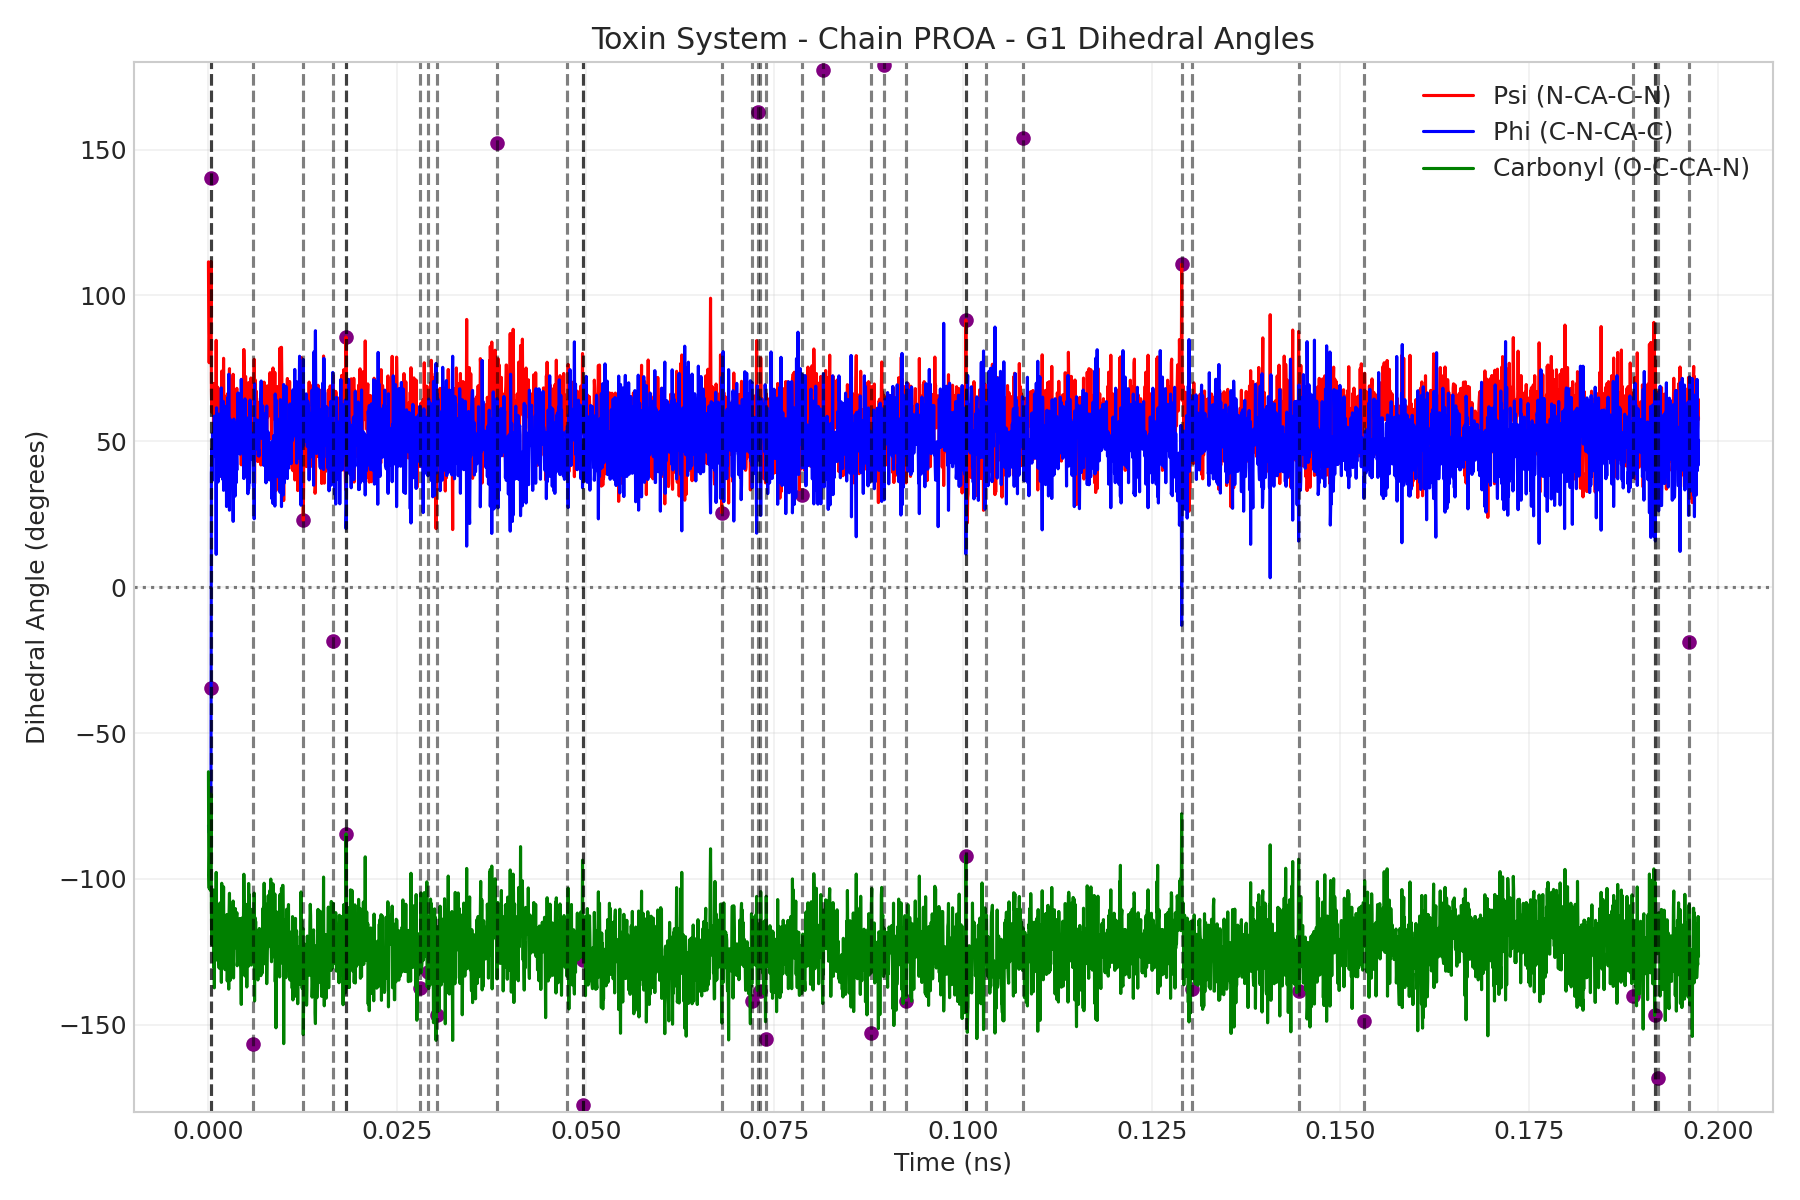 Toxin System - Chain PROA - G1 Dihedral Angles
Psi (N-CA-C-N)
Phi (C-N-CA-C)
Carbonyl (O-C-CA-N)
Dihedral Angle (degrees)
150
100
50
0
−50
−100
−150
0.000 0.025 0.050 0.075 0.100 0.125 0.150 0.175 0.200
Time (ns)